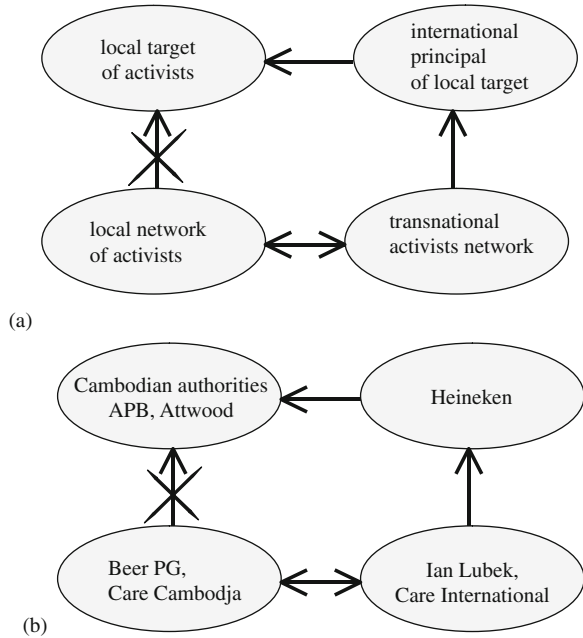 local target
of activists
international
principal
of local target
local network
of activists
transnational
activists network
(a)
Cambodian authorities
APB, Attwood
Heineken
Beer PG,
Care Cambodja
Ian Lubek,
Care International
(b)